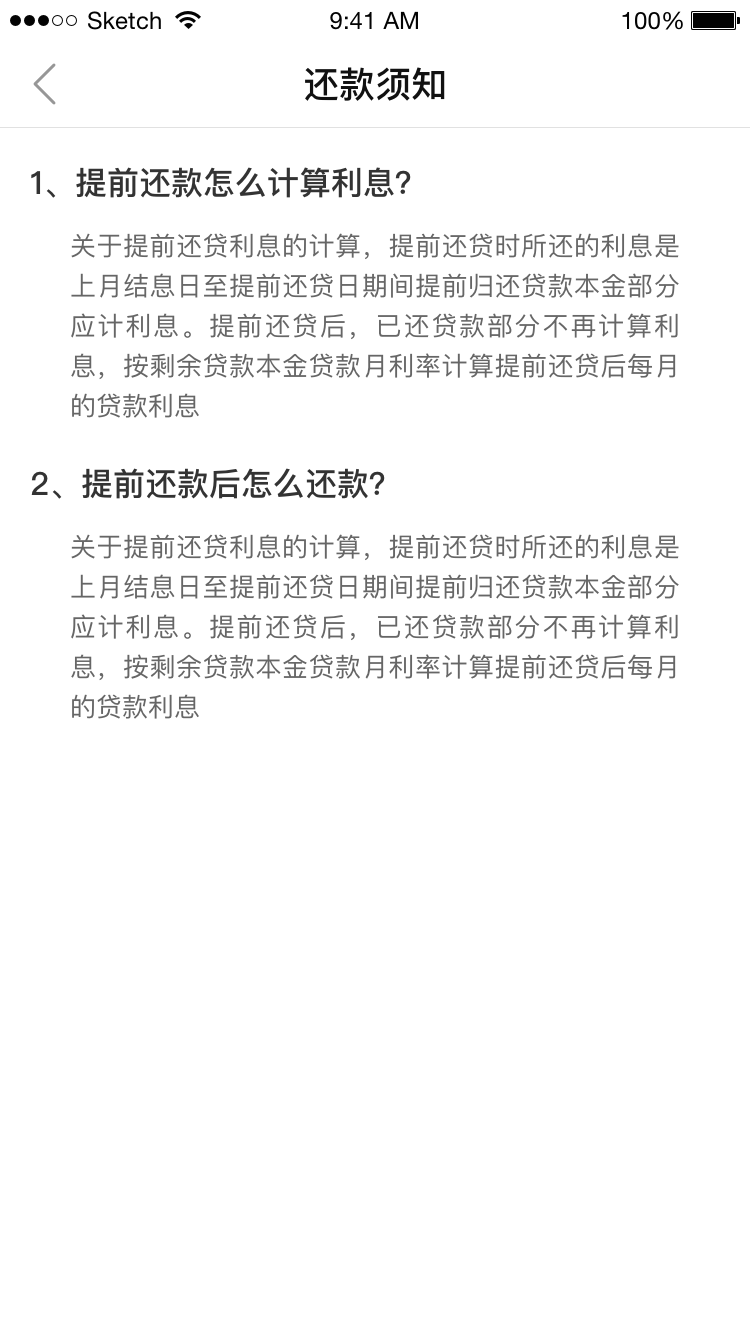 Sketch 9:41 AM 100%
还款须知
1、提前还款怎么计算利息?
关于提前还贷利息的计算，提前还贷时所还的利息是
上月结息日至提前还贷日期间提前归还贷款本金部分
应计利息。提前还贷后，已还贷款部分不再计算利
息，按剩余贷款本金贷款月利率计算提前还贷后每月
的贷款利息
2、提前还款后怎么还款?
关于提前还贷利息的计算，提前还贷时所还的利息是
上月结息日至提前还贷日期间提前归还贷款本金部分
应计利息。提前还贷后，已还贷款部分不再计算利
息，按剩余贷款本金贷款月利率计算提前还贷后每月
的贷款利息